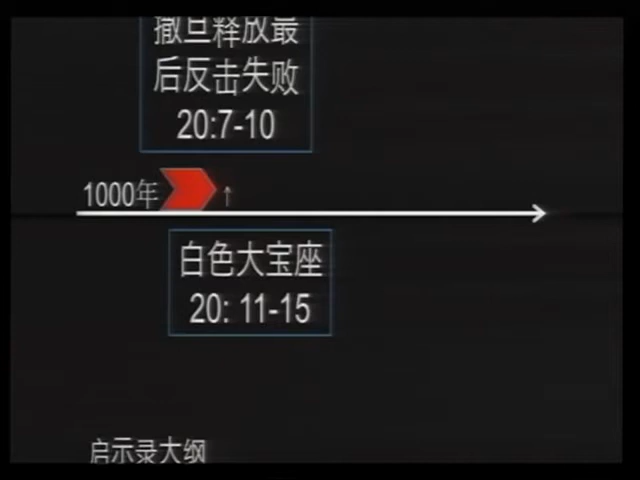 撒旦释放最
后反击失败
20:7-10
1000年 ↑
白色大宝座
20: 11-15
启示录大纲